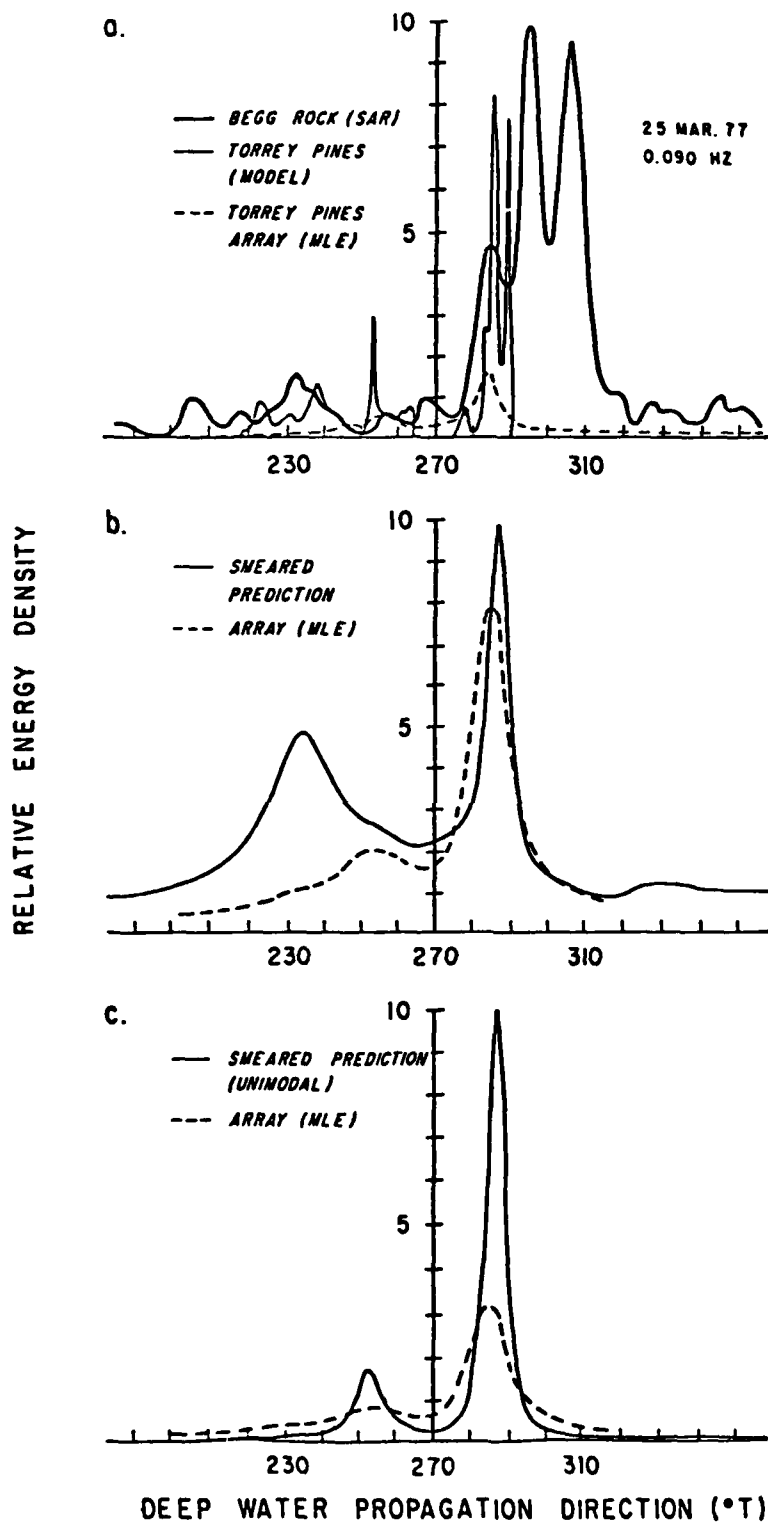 a.
10
BEGG ROCK (SAR)
TORREY PINES
(MODEL)
TORREY PINES
ARRAY (MLE)
25 MAR. 77
0.090 HZ
5
230
270
310
b.
10
SMEARED
PREDICTION
ARRAY (MLE)
5
230
270
310
c.
10
SMEARED PREDICTION
(UNIMODAL)
ARRAY (MLE)
5
230
270
310
RELATIVE ENERGY DENSITY
DEEP WATER PROPAGATION DIRECTION (°T)